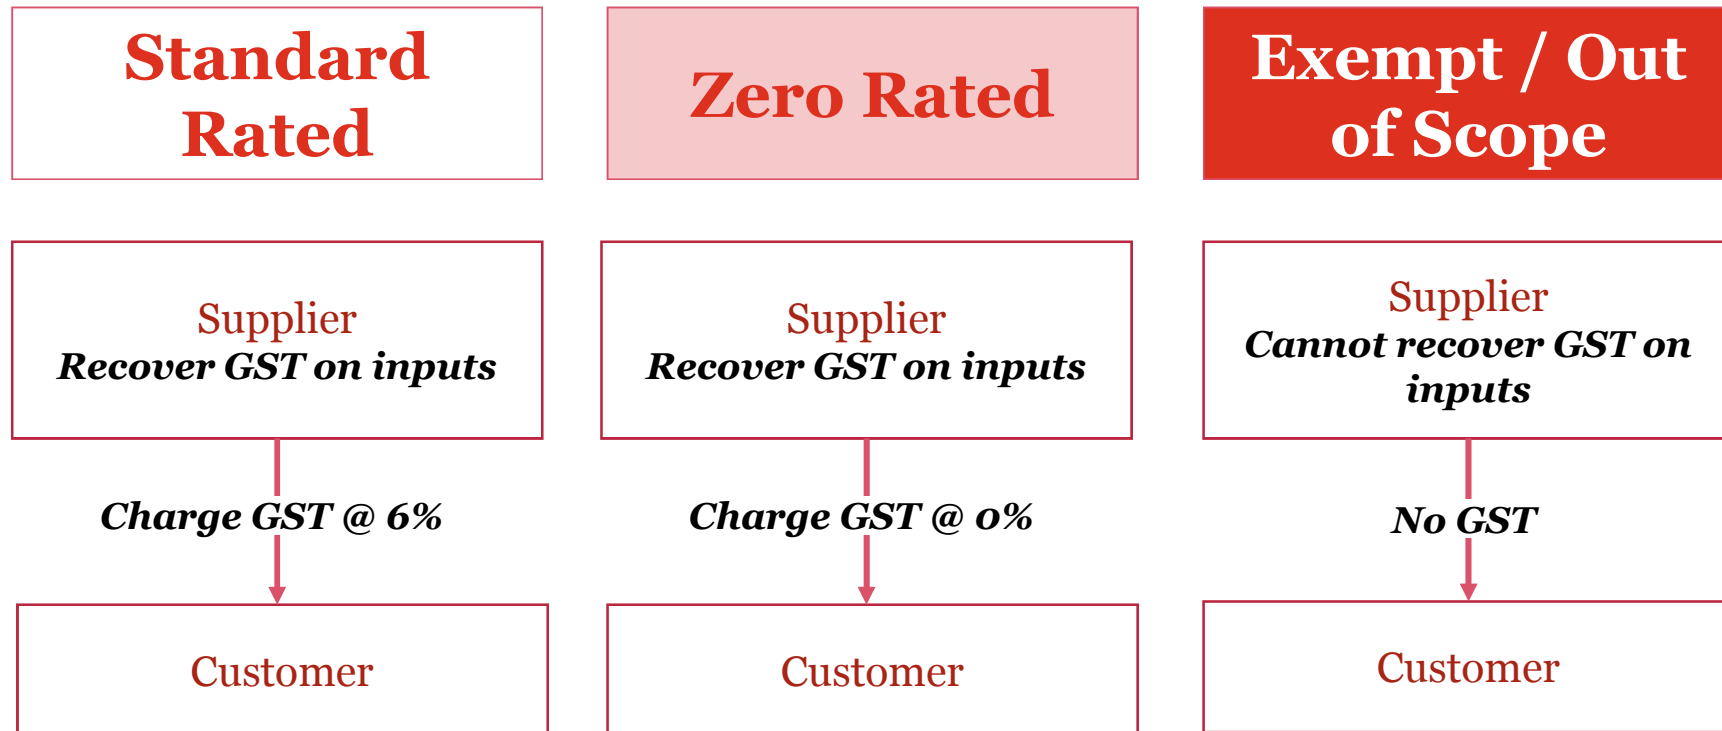 Standard
Rated
Zero Rated
Exempt / Out
of Scope
Supplier
Recover GST on inputs
Supplier
Recover GST on inputs
Supplier
Cannot recover GST on
inputs
Charge GST @ 6%
Charge GST @ 0%
No GST
Customer
Customer
Customer